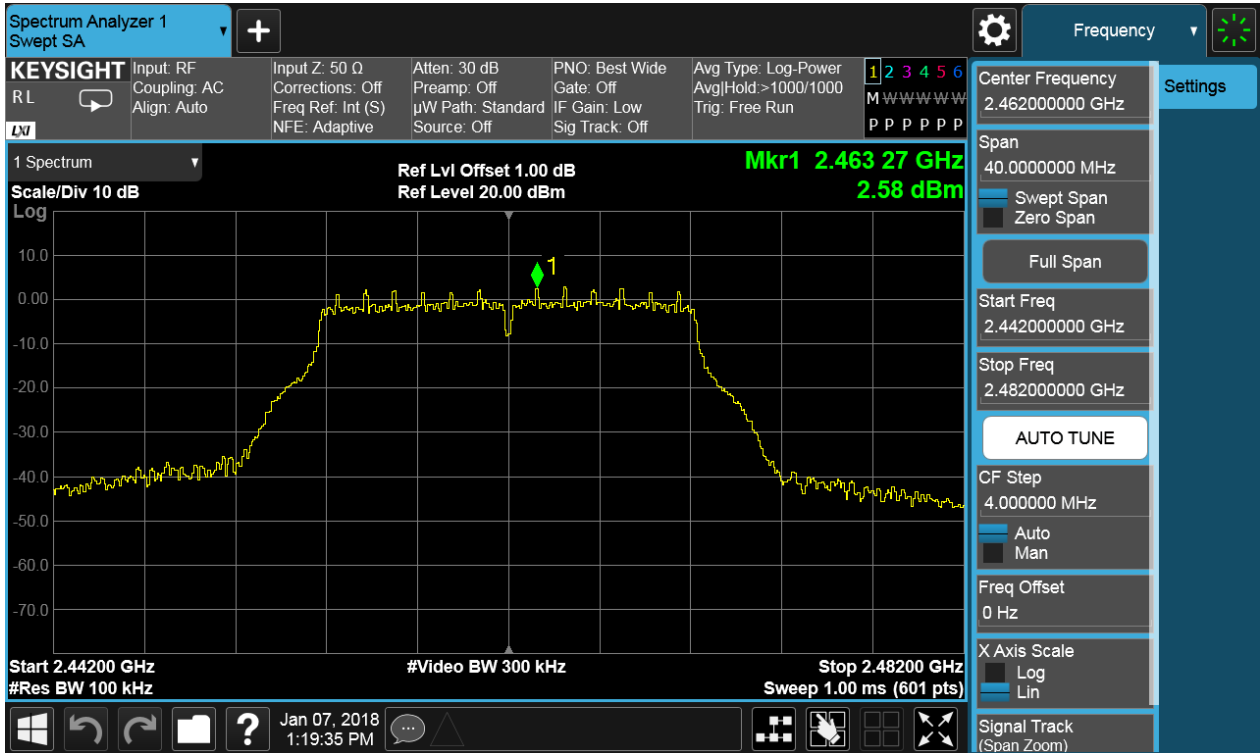 Spectrum Analyzer 1
Swept SA
Frequency
KEYSIGHT
RL
LXI
Input: RF
Coupling: AC
Align: Auto
Input Z: 50 Ω
Corrections: Off
Freq Ref: Int (S)
NFE: Adaptive
Atten: 30 dB
Preamp: Off
µW Path: Standard
Source: Off
PNO: Best Wide
Gate: Off
IF Gain: Low
Sig Track: Off
Avg Type: Log-Power
Avg|Hold:>1000/1000
Trig: Free Run
1 2 3 4 5 6
M W W W W W
P P P P P P
1 Spectrum
Scale/Div 10 dB
Log
Ref Lvl Offset 1.00 dB
Ref Level 20.00 dBm
Mkr1 2.463 27 GHz
2.58 dBm
1
10.0
0.00
-10.0
-20.0
-30.0
-40.0
-50.0
-60.0
-70.0
Start 2.44200 GHz
#Res BW 100 kHz
#Video BW 300 kHz
Stop 2.48200 GHz
Sweep 1.00 ms (601 pts)
Jan 07, 2018
1:19:35 PM
Center Frequency
2.462000000 GHz
Span
40.0000000 MHz
Swept Span
Zero Span
Full Span
Start Freq
2.442000000 GHz
Stop Freq
2.482000000 GHz
AUTO TUNE
CF Step
4.000000 MHz
Auto
Man
Freq Offset
0 Hz
X Axis Scale
Log
Lin
Signal Track
(Span Zoom)
Settings